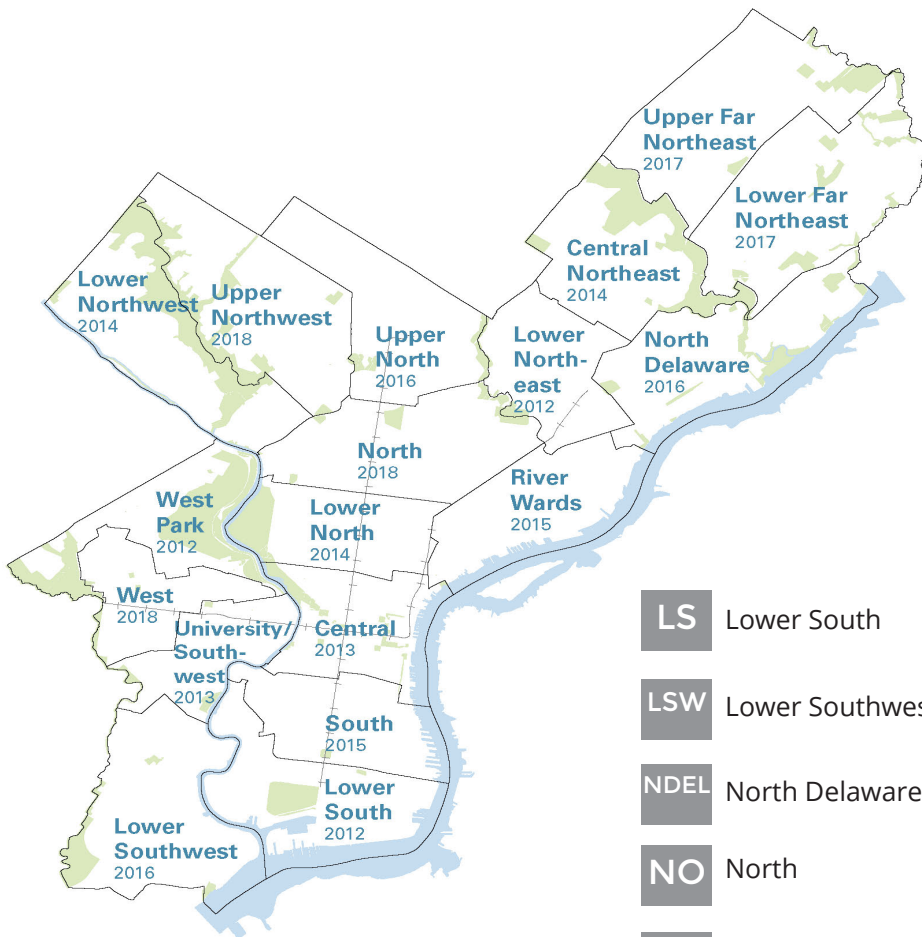 Upper Far
Northeast
2017
Lower Far
Northeast
2017
Central
Northeast
2014
Lower
Northwest
2014
Upper
Northwest
2018
Upper
North
2016
Lower
North-
east
2012
North
Delaware
2016
North
2018
River
Wards
2015
West
Park
2012
Lower
North
2014
West
2018
University/
South-
west
2013
Central
2013
South
2015
Lower
South
2012
Lower
Southwest
2016
LS Lower South
LSW Lower Southwes
NDEL North Delaware
NO North